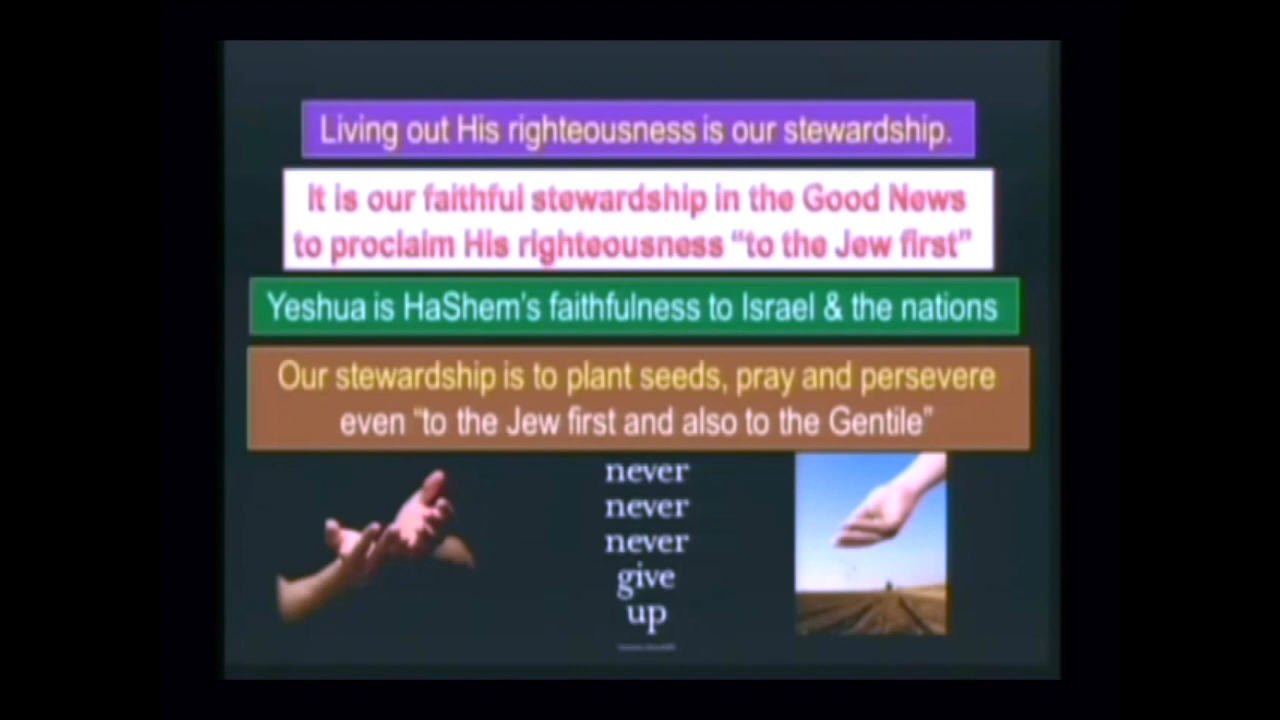 Living out His righteousness is our stewardship.
It is our faithful stewardship in the Good News
to proclaim His righteousness “to the Jew first”
Yeshua is HaShem’s faithfulness to Israel & the nations
Our stewardship is to plant seeds, pray and persevere
even “to the Jew first and also to the Gentile”
never
never
never
give
up